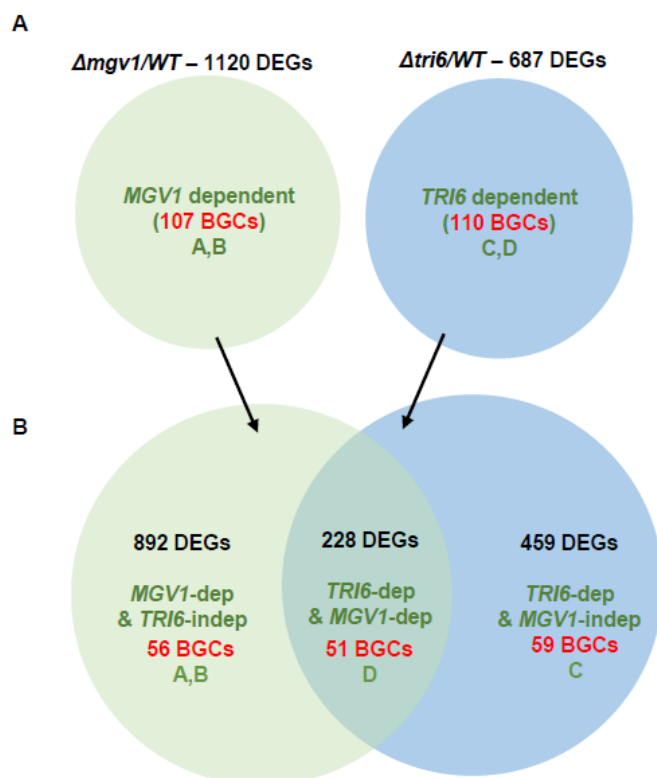 A
Δmgv1/WT – 1120 DEGs
Δtri6/WT – 687 DEGs
MGV1 dependent
(107 BGCs)
A,B
TRI6 dependent
(110 BGCs)
C,D
B
892 DEGs
MGV1-dep
& TRI6-indep
56 BGCs
A,B
228 DEGs
TRI6-dep
& MGV1-dep
51 BGCs
D
459 DEGs
TRI6-dep
& MGV1-indep
59 BGCs
C